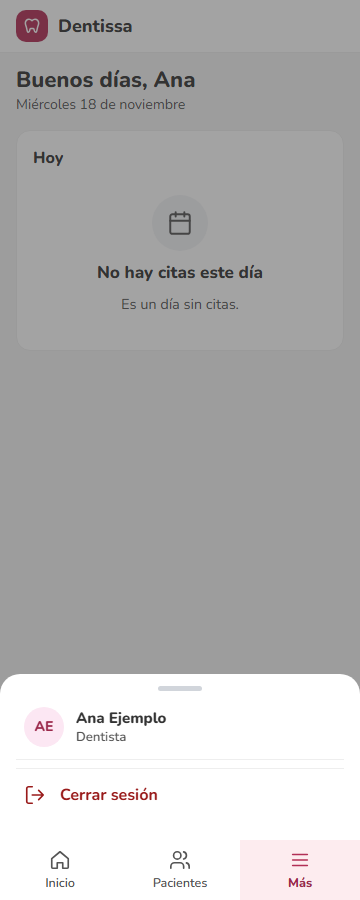 Dentissa
Buenos días, Ana
Miércoles 18 de noviembre
Hoy
No hay citas este día
Es un día sin citas.
AE
Ana Ejemplo
Dentista
Cerrar sesión
Inicio
Pacientes
Más